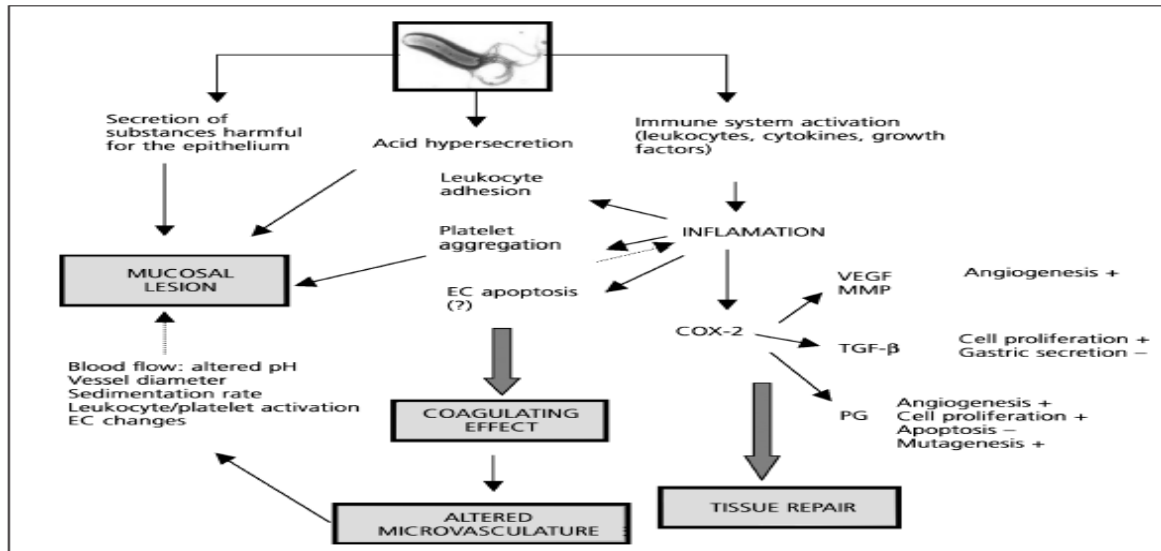 Secretion of
substances harmful
for the epithelium
Acid hypersecretion
Immune system activation
(leukocytes, cytokines, growth
factors)
Leukocyte
adhesion
Platelet
aggregation
EC apoptosis
(?)
INFLAMATION
MUCOSAL
LESION
COX-2
VEGF
MMP
Angiogenesis +
TGF-β
Cell proliferation +
Gastric secretion –
PG
Angiogenesis +
Cell proliferation +
Apoptosis –
Mutagenesis +
Blood flow: altered pH
Vessel diameter
Sedimentation rate
Leukocyte/platelet activation
EC changes
COAGULATING
EFFECT
ALTERED
MICROVASCULATURE
TISSUE REPAIR